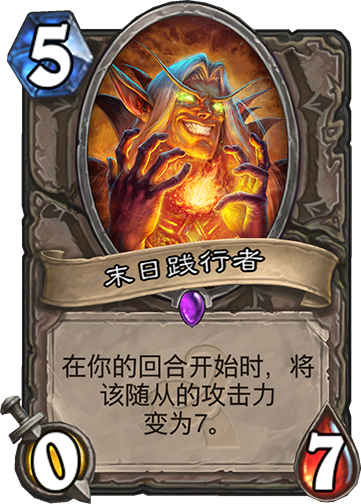 5
末日践行者
在你的回合开始时，将
该随从的攻击力
变为7。
0
7